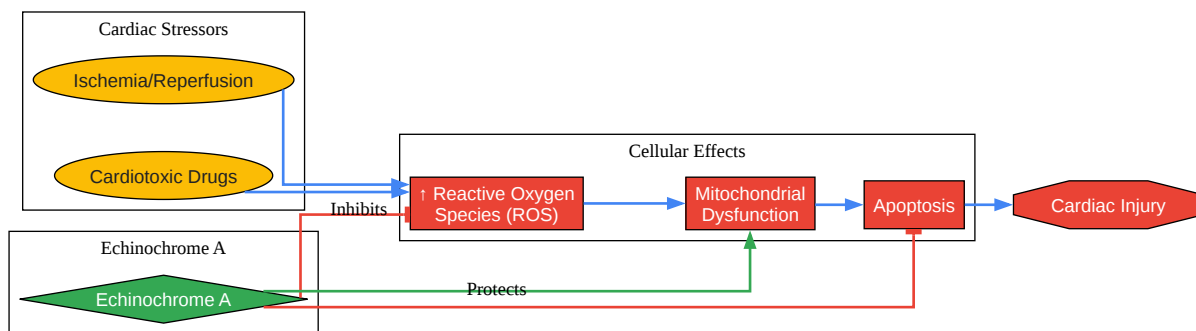 Cardiac Stressors
Ischemia/Reperfusion
Cardiotoxic Drugs
Cellular Effects
↑ Reactive Oxygen
Species (ROS)
Mitochondrial
Dysfunction
Apoptosis
Cardiac Injury
Inhibits
Echinochrome A
Echinochrome A
Protects